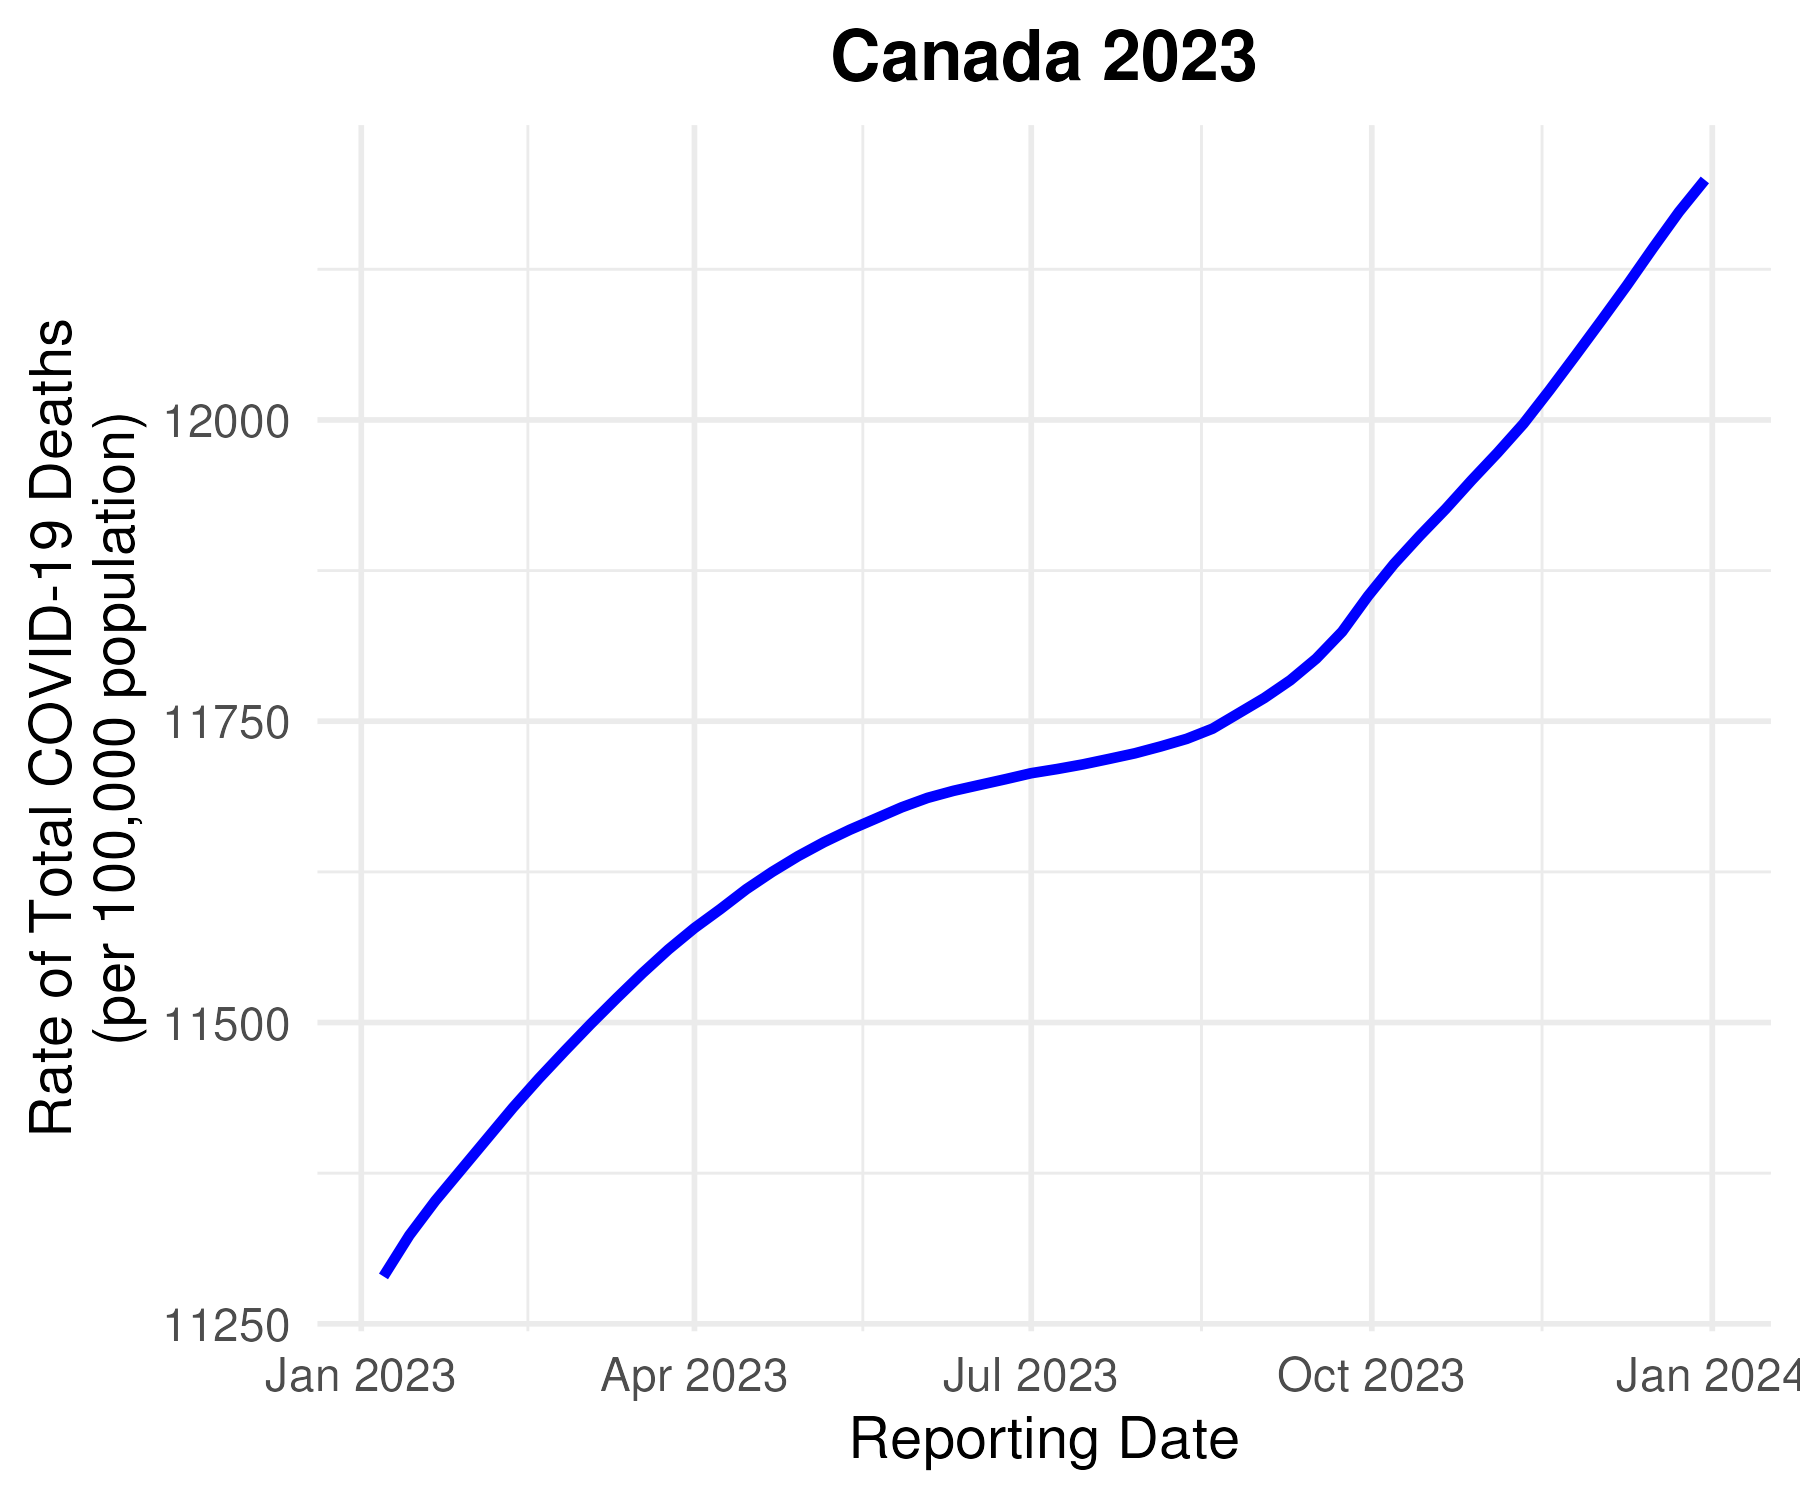 Canada 2023
Rate of Total COVID-19 Deaths
(per 100,000 population)
12000
11750
11500
11250
Jan 2023
Apr 2023
Jul 2023
Oct 2023
Jan 2024
Reporting Date